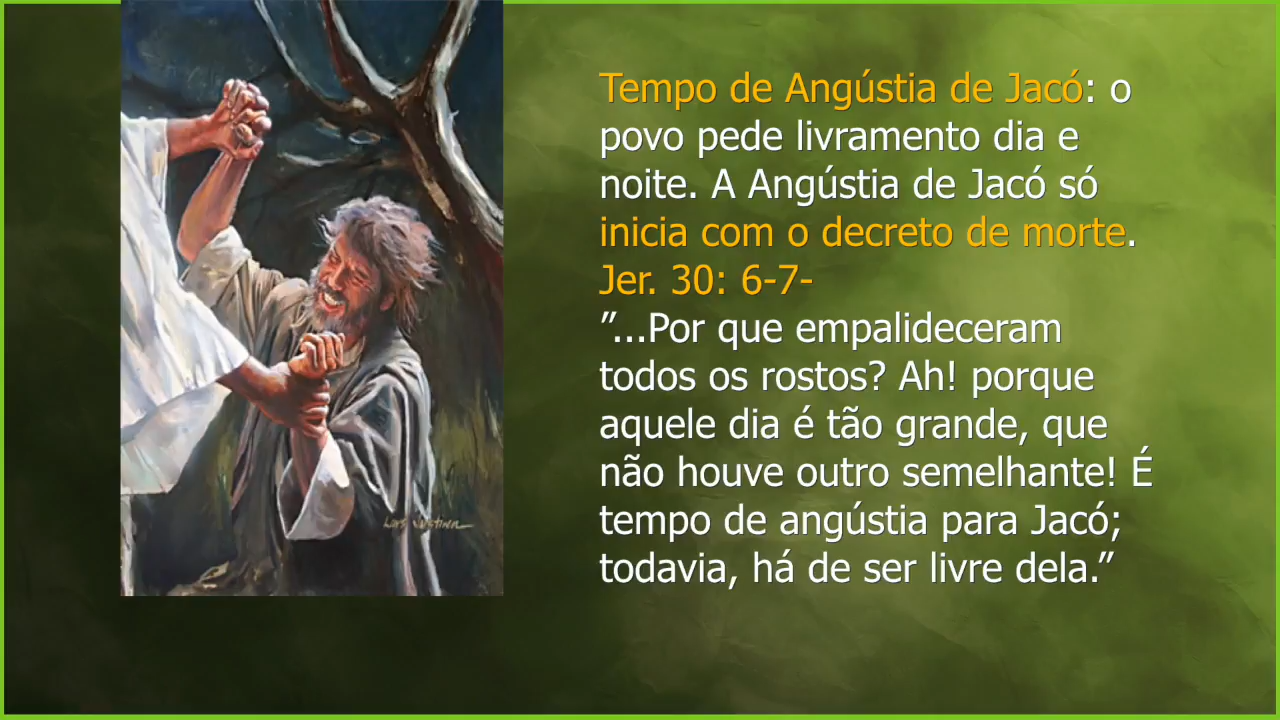 Tempo de Angústia de Jacó: o
povo pede livramento dia e
noite. A Angústia de Jacó só
inicia com o decreto de morte.
Jer. 30: 6-7-
”...Por que empalideceram
todos os rostos? Ah! porque
aquele dia é tão grande, que
não houve outro semelhante! É
tempo de angústia para Jacó;
todavia, há de ser livre dela.”